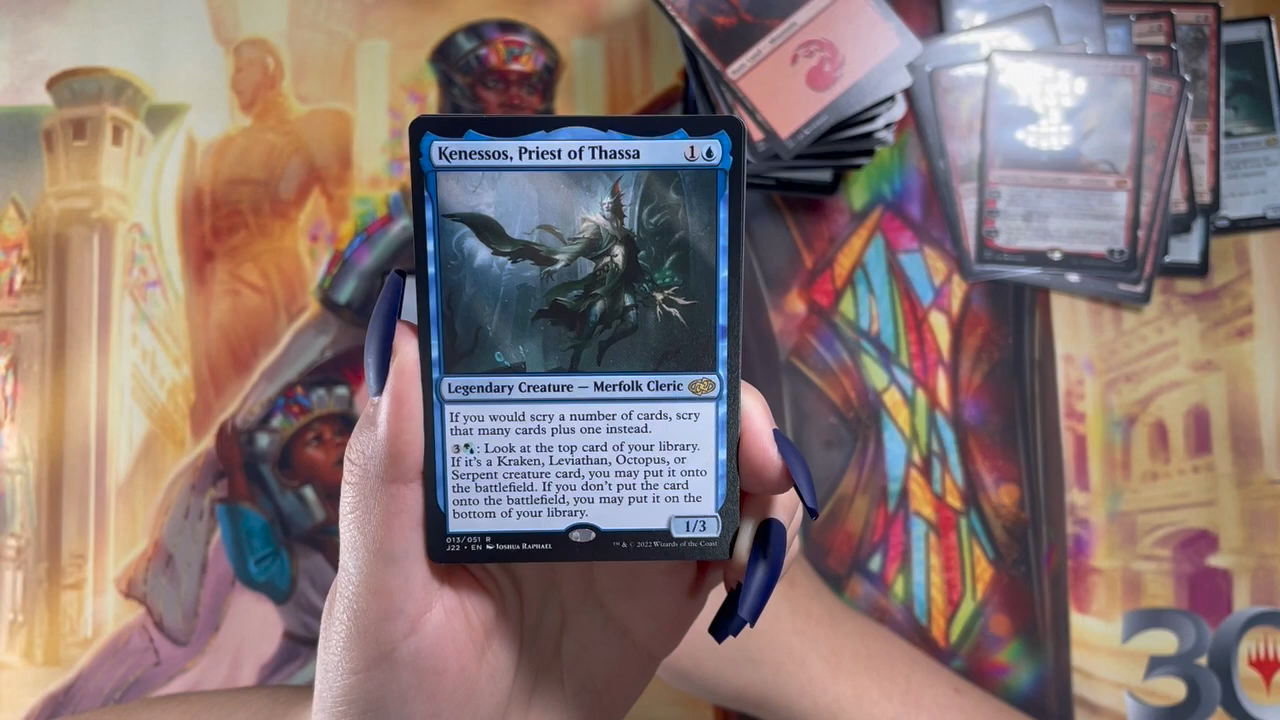 Kenessos, Priest of Thassa 1
Legendary Creature — Merfolk Cleric
If you would scry a number of cards, scry
that many cards plus one instead.
3 : Look at the top card of your library.
If it's a Kraken, Leviathan, Octopus, or
Serpent creature card, you may put it onto
the battlefield. If you don't put the card
onto the battlefield, you may put it on the
bottom of your library.
1/3
013/051 R
J22 • EN Joshua Raphael
™ & © 2022 Wizards of the Coast
30